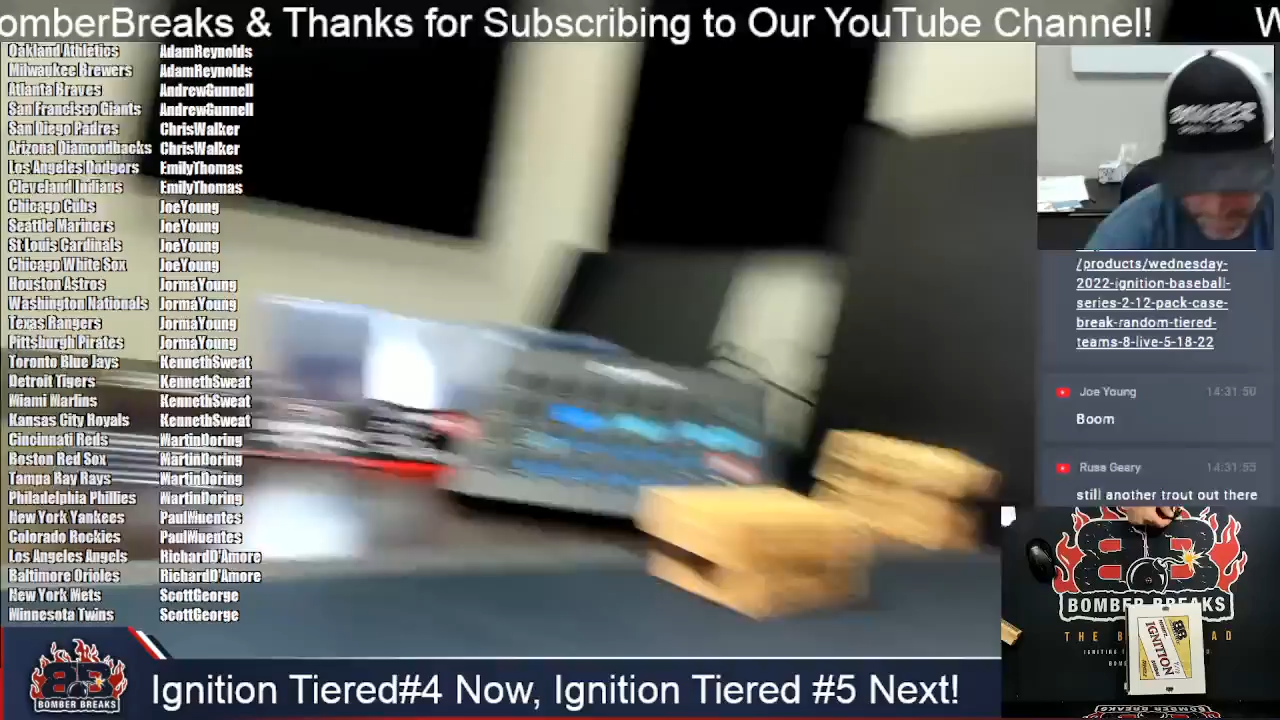 omberBreaks & Thanks for Subscribing to Our YouTube Channel! W
Oakland Athletics AdamReynolds
Milwaukee Brewers AdamReynolds
Atlanta Braves AndrewGunnell
San Francisco Giants AndrewGunnell
San Diego Padres ChrisWalker
Arizona Diamondbacks ChrisWalker
Los Angeles Dodgers EmilyThomas
Cleveland Indians EmilyThomas
Chicago Cubs JoeYoung
Seattle Mariners JoeYoung
St Louis Cardinals JoeYoung
Chicago White Sox JoeYoung
Houston Astros JormaYoung
Washington Nationals JormaYoung
Texas Rangers JormaYoung
Pittsburgh Pirates JormaYoung
Toronto Blue Jays KennethSweat
Detroit Tigers KennethSweat
Miami Marlins KennethSweat
Kansas City Royals KennethSweat
Cincinnati Reds MartinDoring
Boston Red Sox MartinDoring
Tampa Bay Rays MartinDoring
Philadelphia Phillies MartinDoring
New York Yankees PaulMuentes
Colorado Rockies PaulMuentes
Los Angeles Angels RichardD'Amore
Baltimore Orioles RichardD'Amore
New York Mets ScottGeorge
Minnesota Twins ScottGeorge
/products/wednesday-
2022-ignition-baseball-
series-2-12-pack-case-
break-random-tiered-
teams-8-live-5-18-22
Joe Young 14:31:50
Boom
Russ Geary 14:31:55
still another trout out there
BOMBER BREAKS
THE B AD
IGNITION
BOMBER BREAKS
Ignition Tiered#4 Now, Ignition Tiered #5 Next!